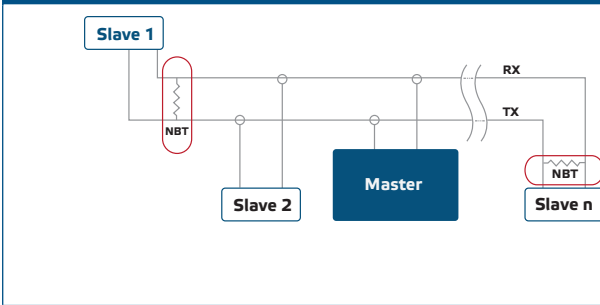 Slave 1
RX
NBT
TX
NBT
Master
Slave 2
Slave n